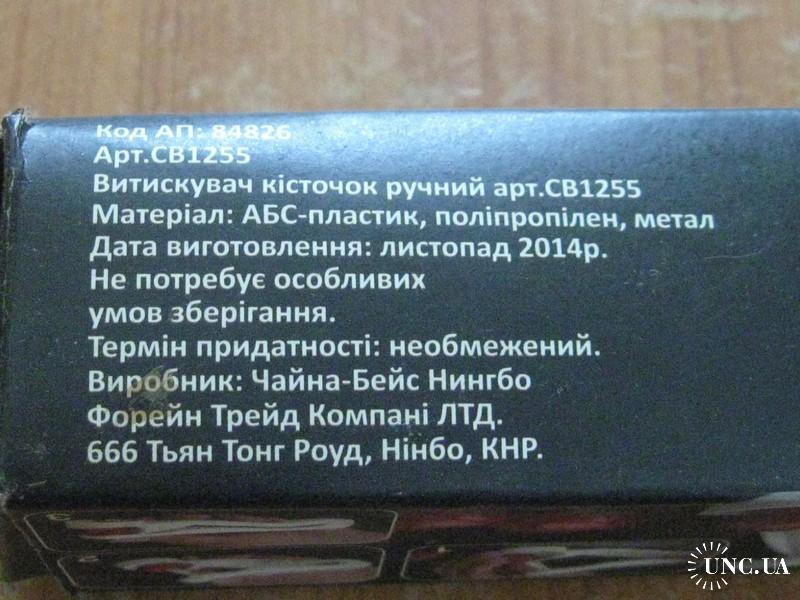 Код АП: 84826
Арт.СВ1255
Витискувач кісточок ручний арт.СВ1255
Матеріал: АБС-пластик, поліпропілен, метал
Дата виготовлення: листопад 2014р.
Не потребує особливих
умов зберігання.
Термін придатності: необмежений.
Виробник: Чайна-Бейс Нингбо
Форейн Трейд Компані ЛТД.
666 Тьян Тонг Роуд, Нінбо, КНР.
UNC.UA